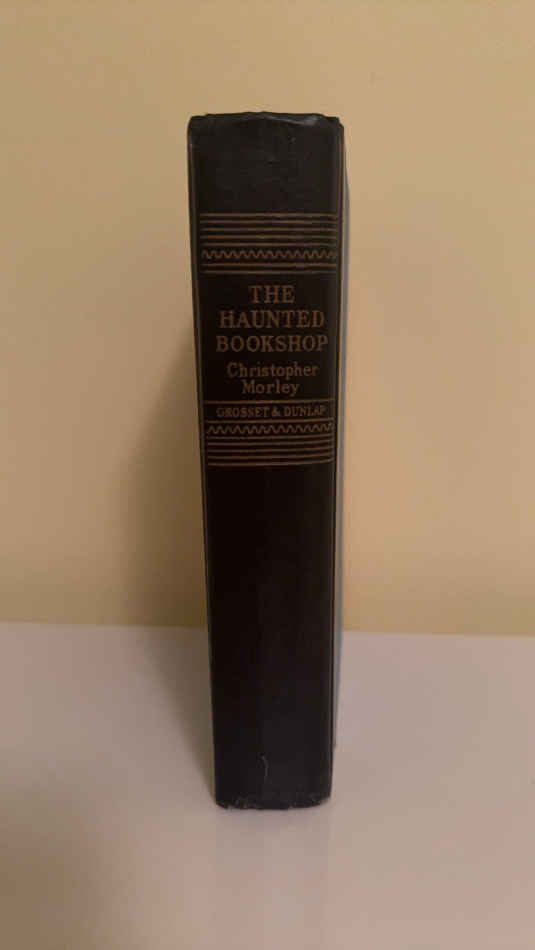 THE
HAUNTED
BOOKSHOP
Christopher
Morley
GROSSET & DUNLAP